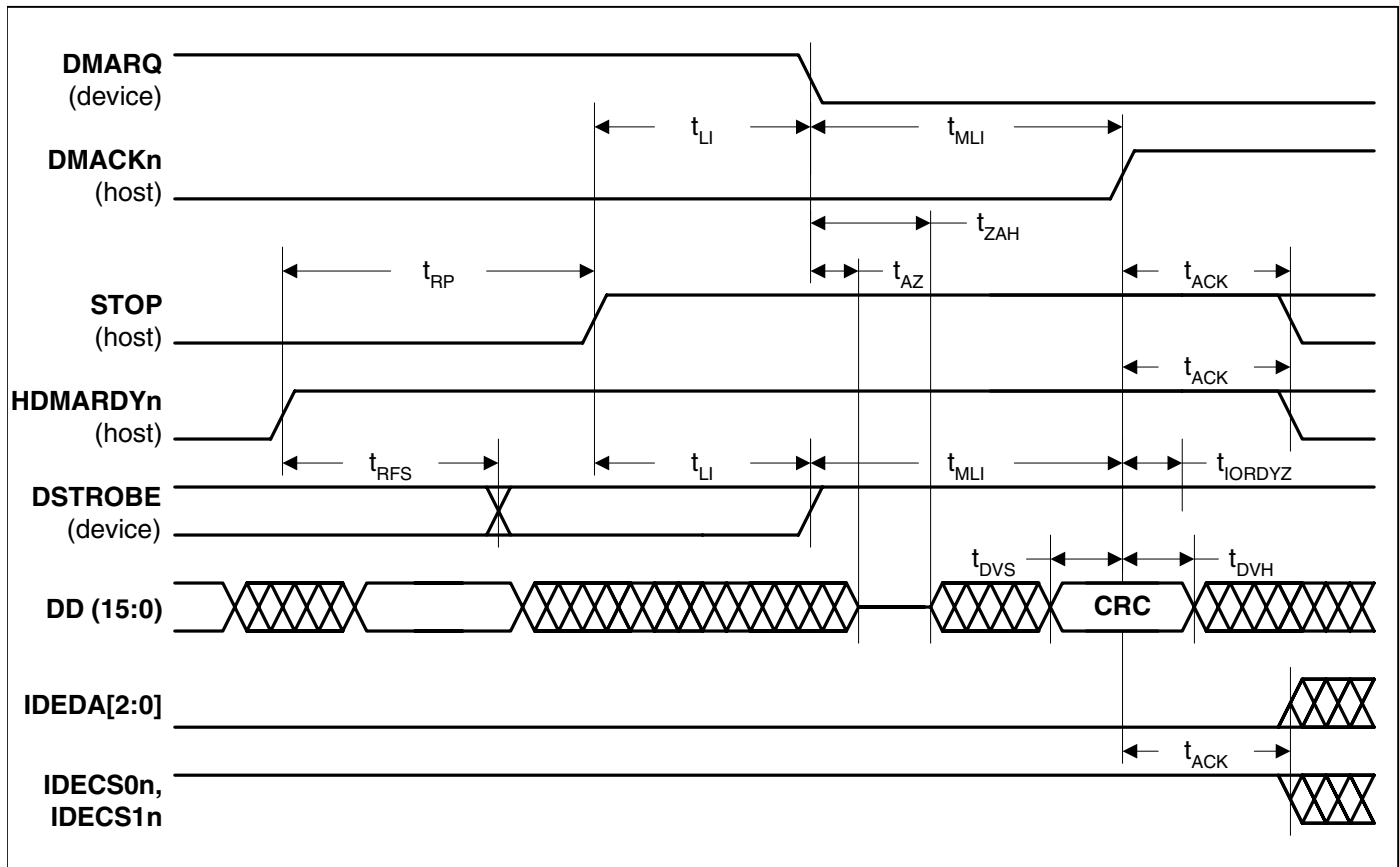 DMARQ
(device)
t_LI
t_MLI
DMACKn
(host)
t_ZAH
t_RP
t_AZ
t_ACK
STOP
(host)
t_ACK
HDMARDYn
(host)
t_RFS
t_LI
t_MLI
t_IORDYZ
DSTROBE
(device)
t_DVS
t_DVH
DD (15:0)
CRC
IDEDA[2:0]
t_ACK
IDECS0n,
IDECS1n